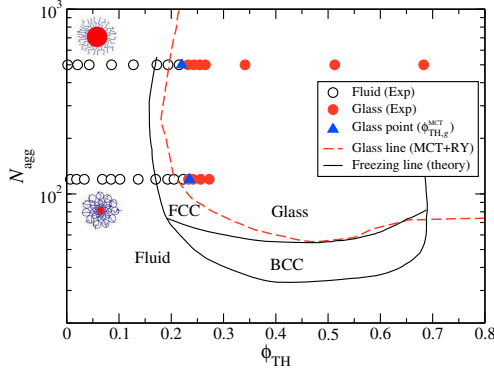 10³
Fluid (Exp)
Glass (Exp)
Glass point (ϕ_TH,g^MCT)
Glass line (MCT+RY)
Freezing line (theory)
N_agg
10²
FCC
Glass
Fluid
BCC
0 0.1 0.2 0.3 0.4 0.5 0.6 0.7 0.8
ϕ_TH